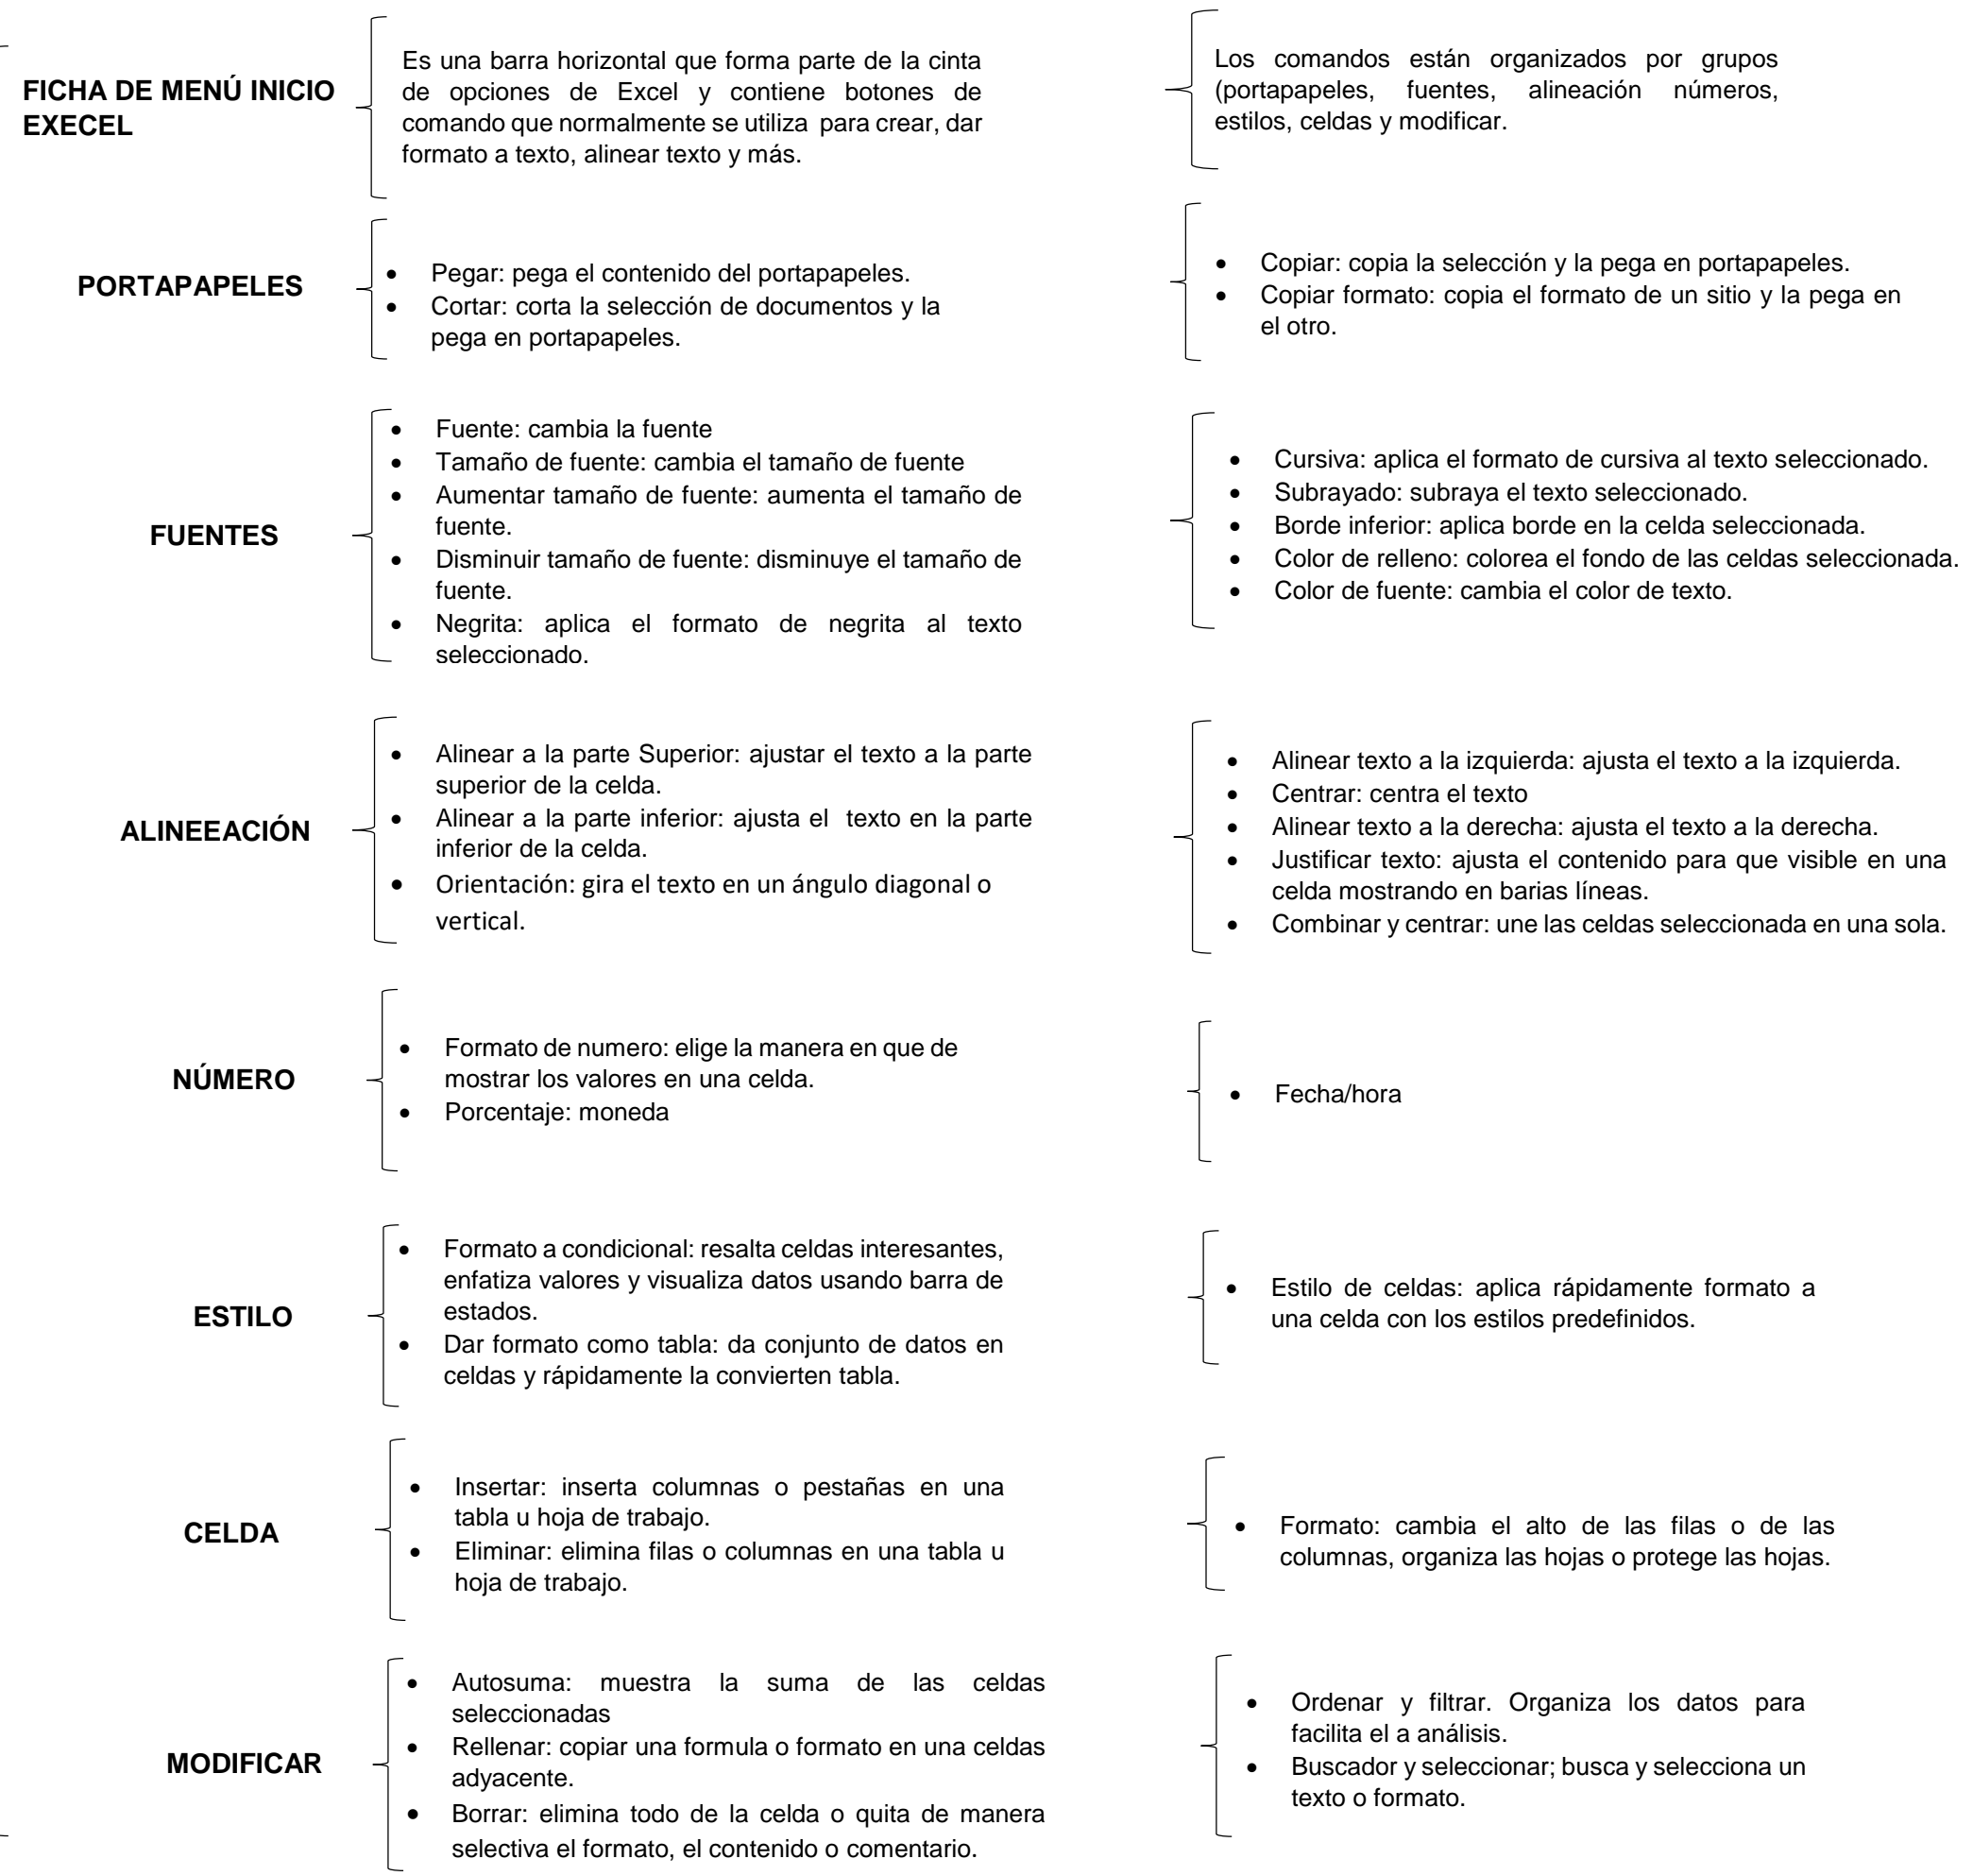 FICHA DE MENÚ INICIO
EXECEL
Es una barra horizontal que forma parte de la cinta
de opciones de Excel y contiene botones de
comando que normalmente se utiliza para crear, dar
formato a texto, alinear texto y más.
Los comandos están organizados por grupos
(portapapeles, fuentes, alineación números,
estilos, celdas y modificar.
PORTAPAPELES
• Pegar: pega el contenido del portapapeles.
• Cortar: corta la selección de documentos y la
pega en portapapeles.
• Copiar: copia la selección y la pega en portapapeles.
• Copiar formato: copia el formato de un sitio y la pega en
el otro.
FUENTES
• Fuente: cambia la fuente
• Tamaño de fuente: cambia el tamaño de fuente
• Aumentar tamaño de fuente: aumenta el tamaño de
fuente.
• Disminuir tamaño de fuente: disminuye el tamaño de
fuente.
• Negrita: aplica el formato de negrita al texto
seleccionado.
• Cursiva: aplica el formato de cursiva al texto seleccionado.
• Subrayado: subraya el texto seleccionado.
• Borde inferior: aplica borde en la celda seleccionada.
• Color de relleno: colorea el fondo de las celdas seleccionada.
• Color de fuente: cambia el color de texto.
ALINEEACIÓN
• Alinear a la parte Superior: ajustar el texto a la parte
superior de la celda.
• Alinear a la parte inferior: ajusta el texto en la parte
inferior de la celda.
• Orientación: gira el texto en un ángulo diagonal o
vertical.
• Alinear texto a la izquierda: ajusta el texto a la izquierda.
• Centrar: centra el texto
• Alinear texto a la derecha: ajusta el texto a la derecha.
• Justificar texto: ajusta el contenido para que visible en una
celda mostrando en barias líneas.
• Combinar y centrar: une las celdas seleccionada en una sola.
NÚMERO
• Formato de numero: elige la manera en que de
mostrar los valores en una celda.
• Porcentaje: moneda
• Fecha/hora
ESTILO
• Formato a condicional: resalta celdas interesantes,
enfatiza valores y visualiza datos usando barra de
estados.
• Dar formato como tabla: da conjunto de datos en
celdas y rápidamente la convierten tabla.
• Estilo de celdas: aplica rápidamente formato a
una celda con los estilos predefinidos.
CELDA
• Insertar: inserta columnas o pestañas en una
tabla u hoja de trabajo.
• Eliminar: elimina filas o columnas en una tabla u
hoja de trabajo.
• Formato: cambia el alto de las filas o de las
columnas, organiza las hojas o protege las hojas.
MODIFICAR
• Autosuma: muestra la suma de las celdas
seleccionadas
• Rellenar: copiar una formula o formato en una celdas
adyacente.
• Borrar: elimina todo de la celda o quita de manera
selectiva el formato, el contenido o comentario.
• Ordenar y filtrar. Organiza los datos para
facilita el a análisis.
• Buscador y seleccionar; busca y selecciona un
texto o formato.